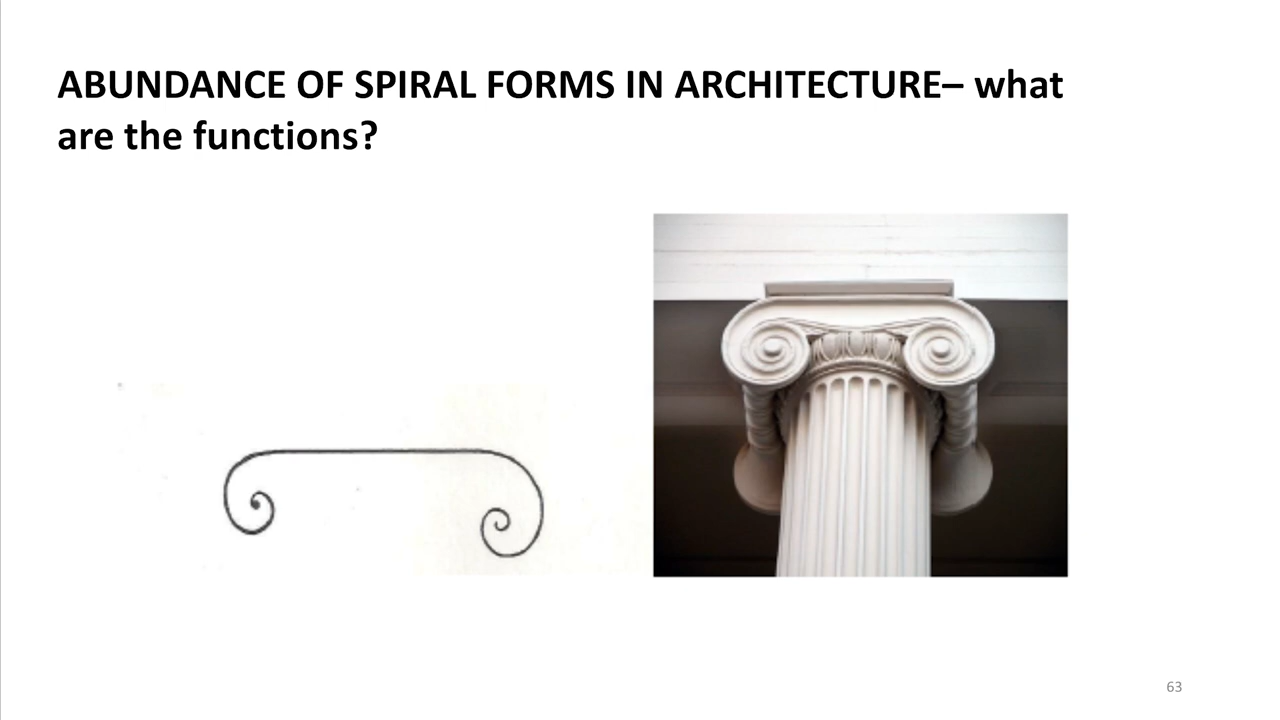 ABUNDANCE OF SPIRAL FORMS IN ARCHITECTURE– what
are the functions?
63